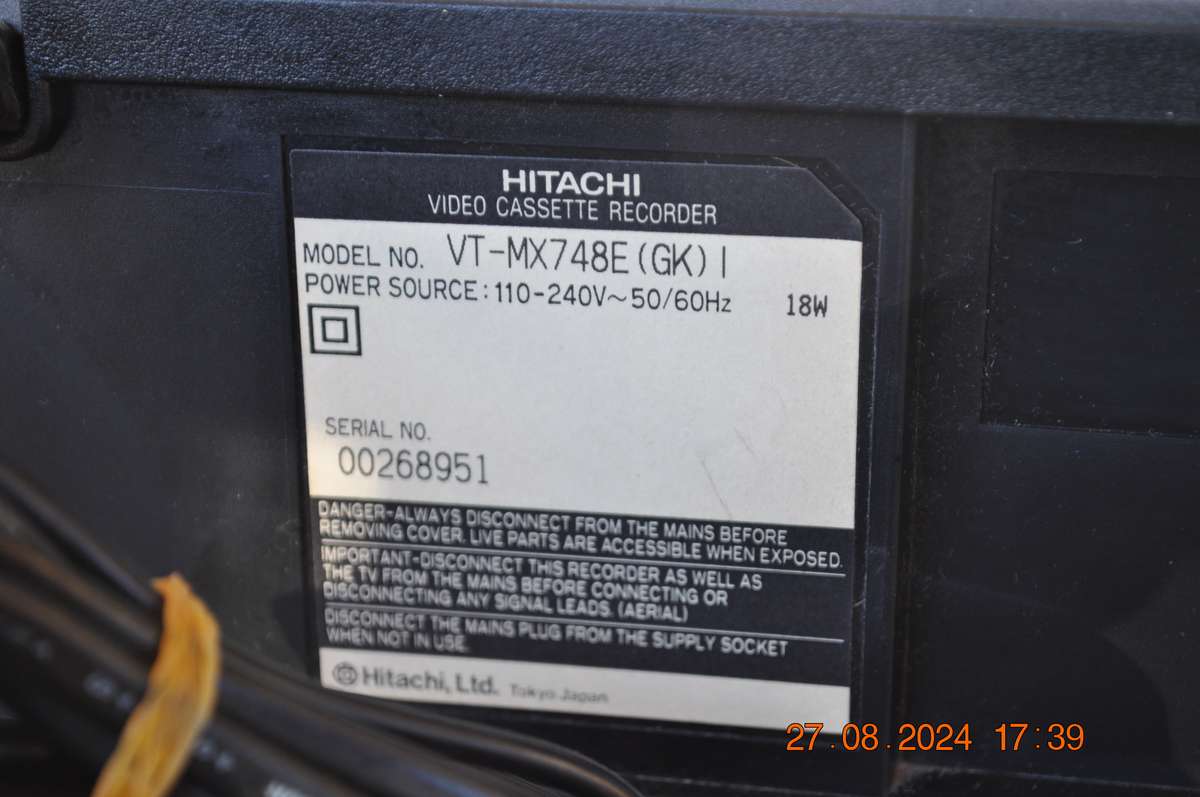 HITACHI
VIDEO CASSETTE RECORDER
MODEL NO. VT-MX748E(GK) I
POWER SOURCE: 110-240V~50/60Hz 18W
SERIAL NO.
00268951
DANGER-ALWAYS DISCONNECT FROM THE MAINS BEFORE
REMOVING COVER. LIVE PARTS ARE ACCESSIBLE WHEN EXPOSED.
IMPORTANT-DISCONNECT THIS RECORDER AS WELL AS
THE TV FROM THE MAINS BEFORE CONNECTING OR
DISCONNECTING ANY SIGNAL LEADS. (AERIAL)
DISCONNECT THE MAINS PLUG FROM THE SUPPLY SOCKET
WHEN NOT IN USE.
Hitachi, Ltd. Tokyo Japan
27.08.2024 17:39